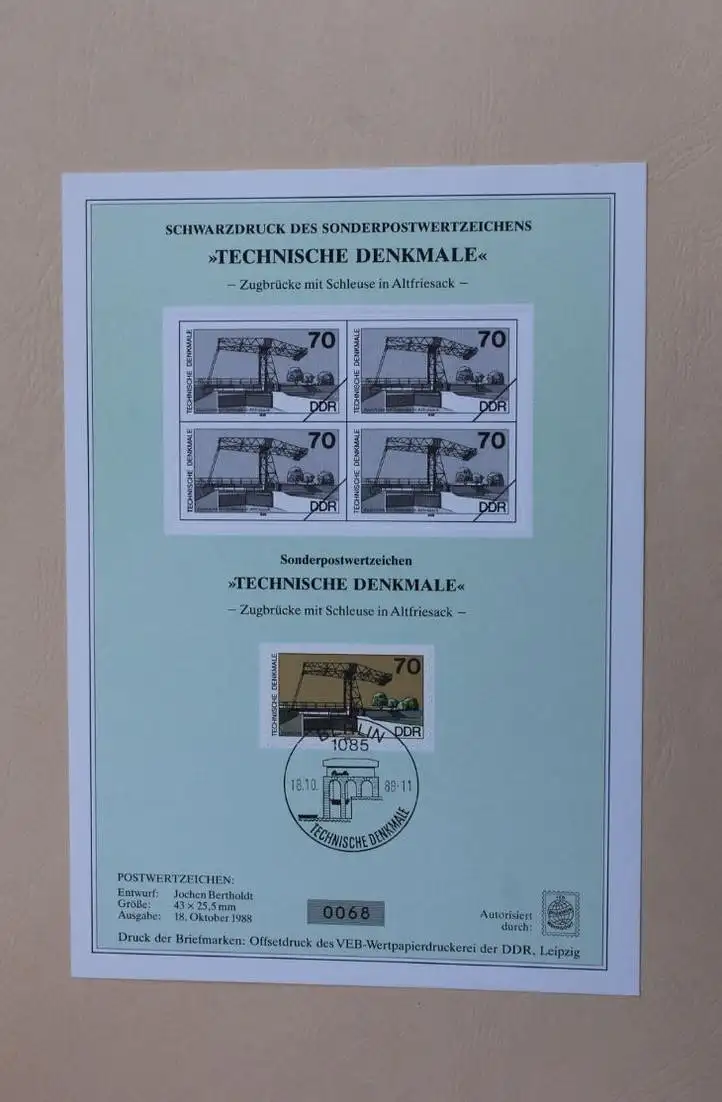 SCHWARZDRUCK DES SONDERPOSTWERTZEICHENS
»TECHNISCHE DENKMALE«
– Zugbrücke mit Schleuse in Altfriesack –
TECHNISCHE DENKMALE
70
DDR
TECHNISCHE DENKMALE
70
DDR
TECHNISCHE DENKMALE
70
DDR
TECHNISCHE DENKMALE
70
DDR
Sonderpostwertzeichen
»TECHNISCHE DENKMALE«
– Zugbrücke mit Schleuse in Altfriesack –
TECHNISCHE DENKMALE
70
DDR
BERLIN
1085
18.10. 88-11
TECHNISCHE DENKMALE
POSTWERTZEICHEN:
Entwurf: Jochen Bertholdt
Größe: 43 × 25,5 mm
Ausgabe: 18. Oktober 1988
0068
Autorisiert
durch:
Druck der Briefmarken: Offsetdruck des VEB-Wertpapierdruckerei der DDR, Leipzig